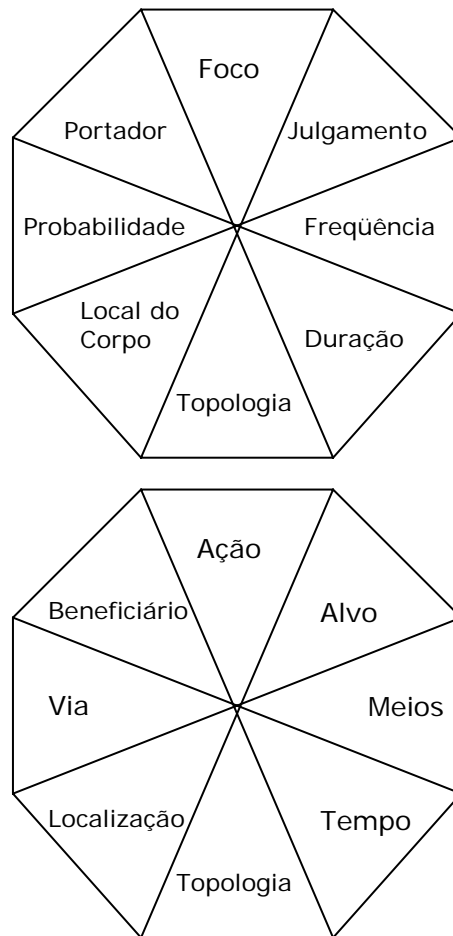 Foco
Portador
Julgamento
Probabilidade
Freqüência
Local do
Corpo
Duração
Topologia
Ação
Beneficiário
Alvo
Via
Meios
Localização
Tempo
Topologia